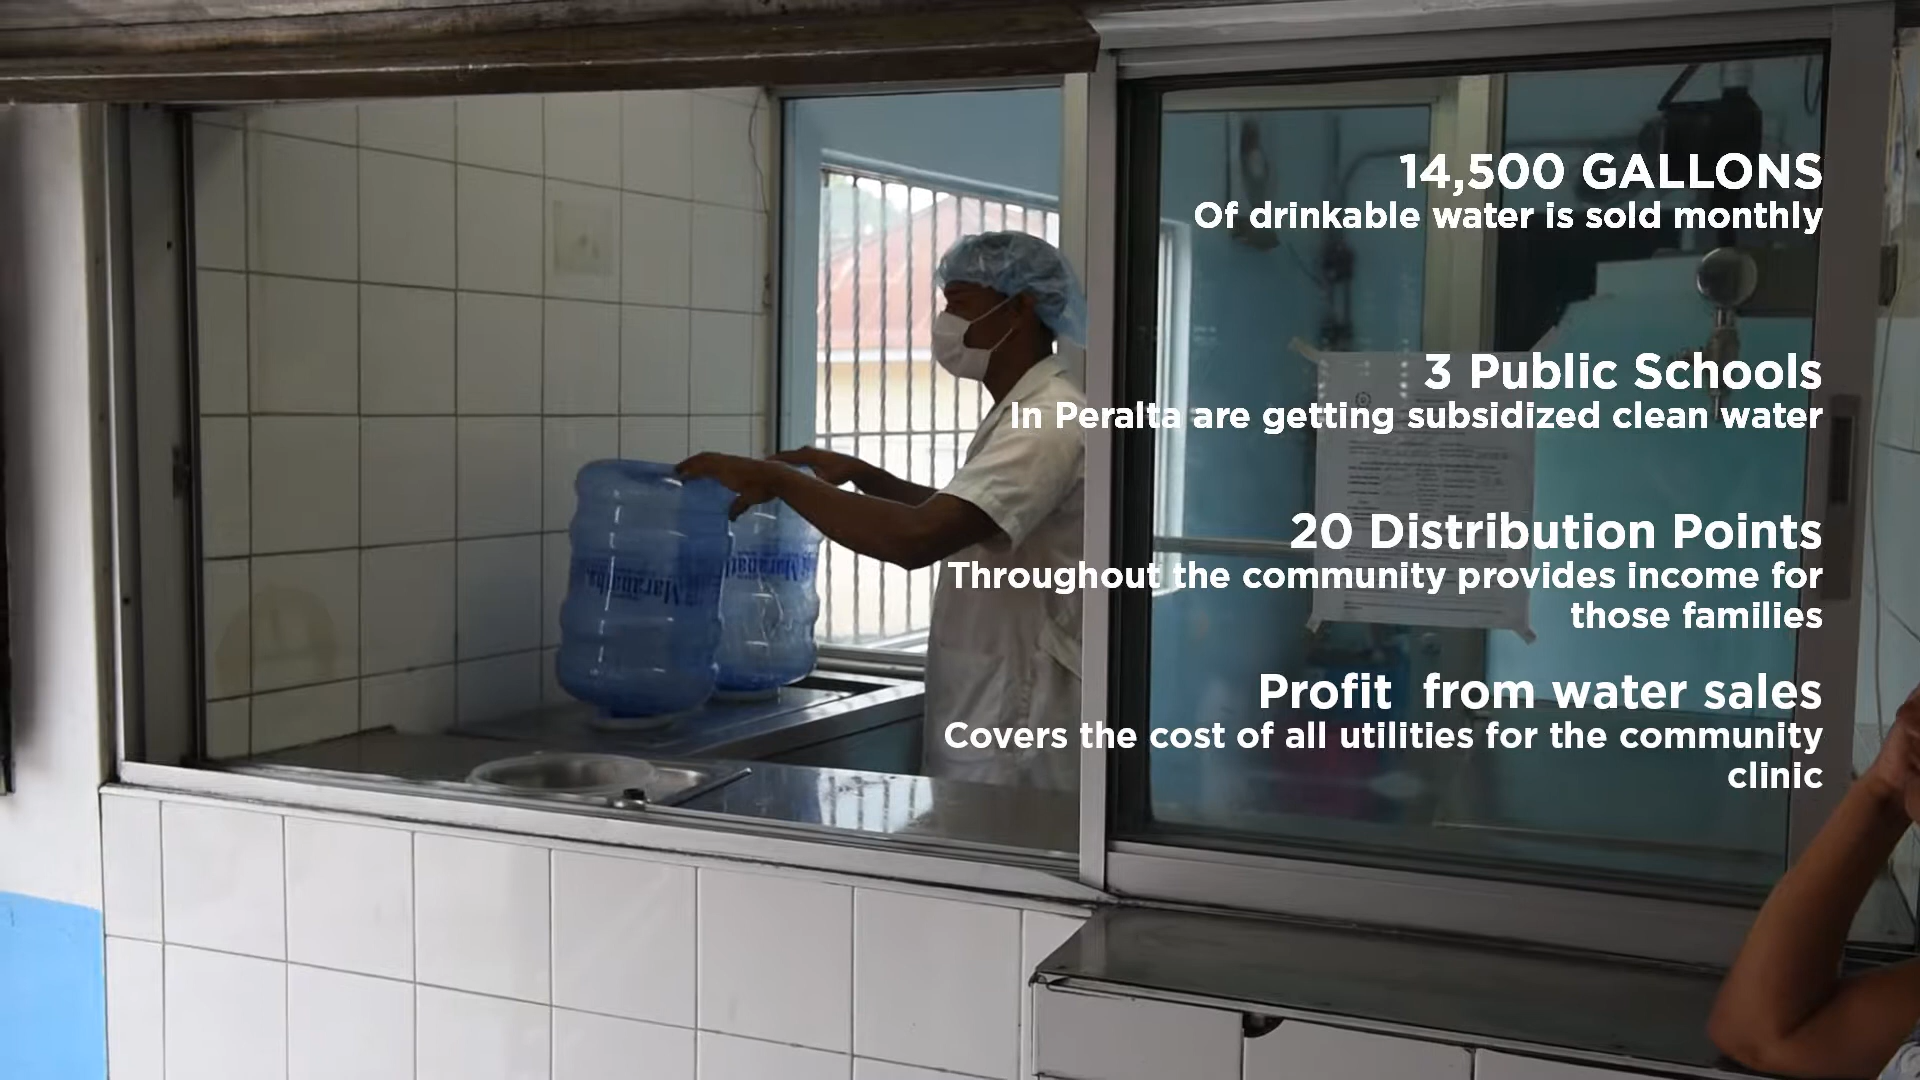 14,500 GALLONS
Of drinkable water is sold monthly
3 Public Schools
In Peralta are getting subsidized clean water
20 Distribution Points
Throughout the community provides income for
those families
Profit from water sales
Covers the cost of all utilities for the community
clinic
Maranatha